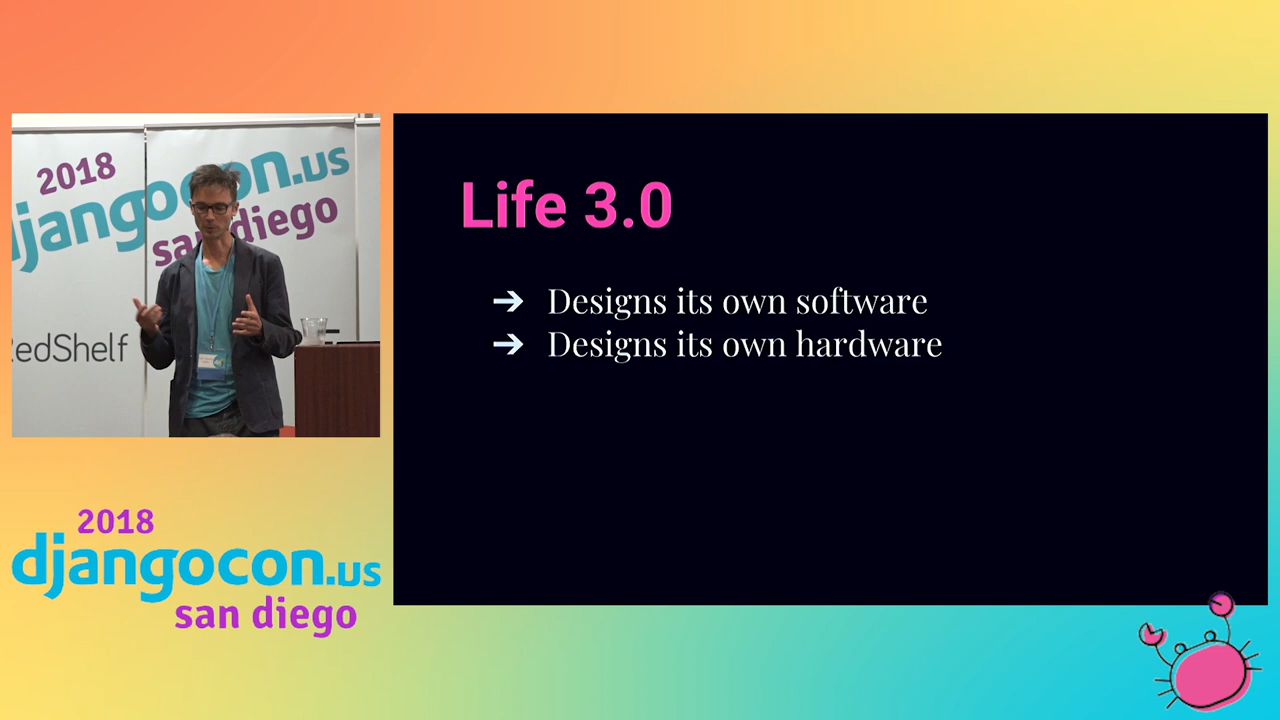 2018
djangocon.us
san diego
RedShelf
Life 3.0
➔ Designs its own software
➔ Designs its own hardware
2018
djangocon.us
san diego